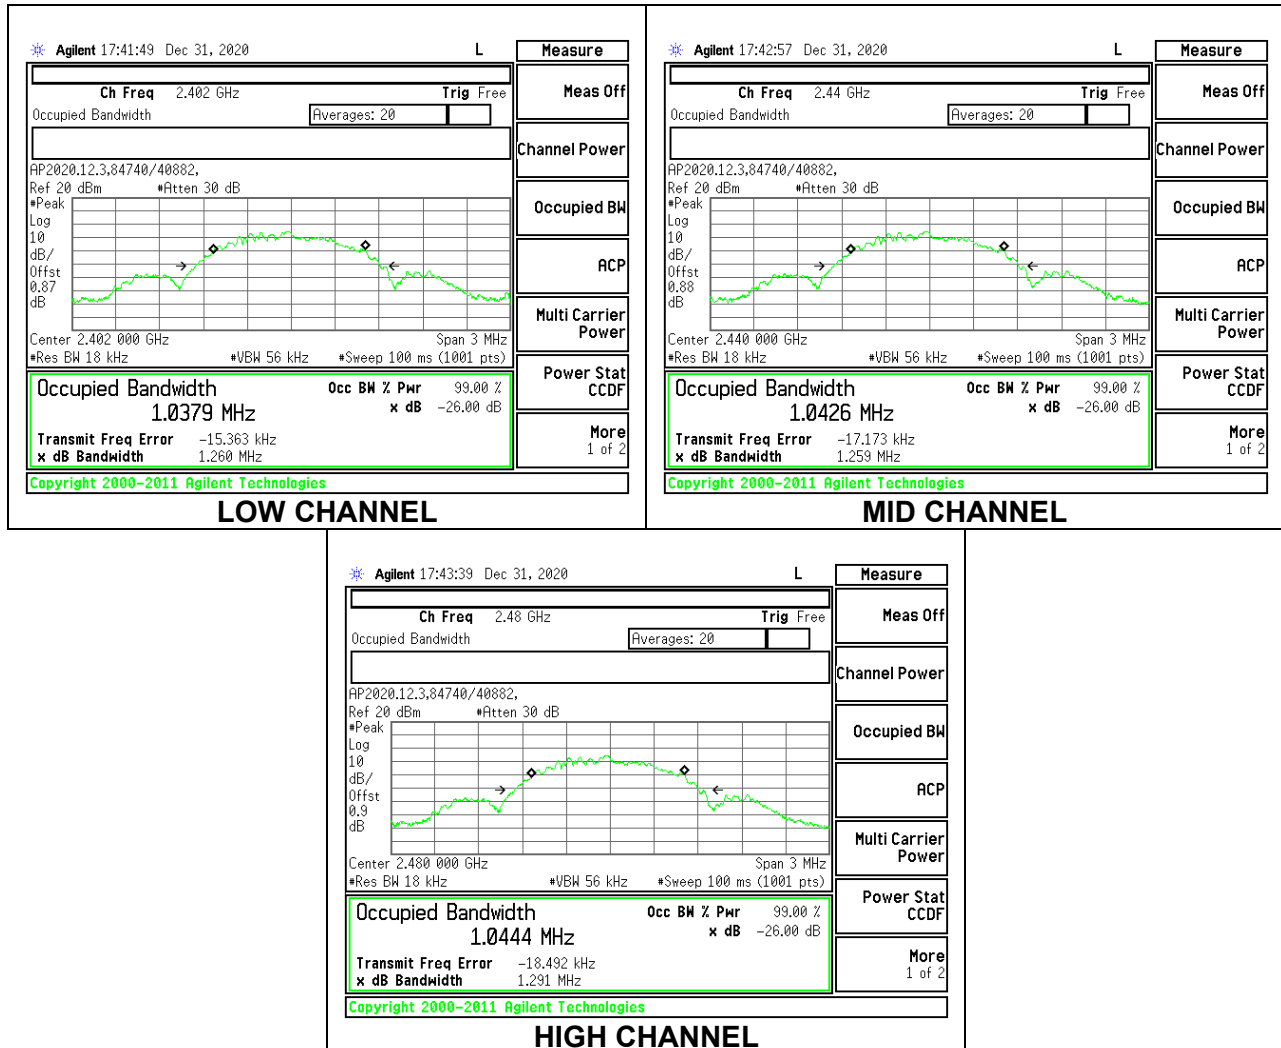 Agilent 17:41:49 Dec 31, 2020 L
Measure
Ch Freq 2.402 GHz Trig Free
Occupied Bandwidth Averages: 20
AP2020.12.3,84740/40882,
Ref 20 dBm #Atten 30 dB
#Peak
Log
10
dB/
Offst
0.87
dB
Center 2.402 000 GHz Span 3 MHz
#Res BW 18 kHz #VBW 56 kHz #Sweep 100 ms (1001 pts)
Occupied Bandwidth Occ BW % Pwr 99.00 %
1.0379 MHz x dB -26.00 dB
Transmit Freq Error -15.363 kHz
x dB Bandwidth 1.260 MHz
Copyright 2000-2011 Agilent Technologies
Meas Off
Channel Power
Occupied BW
ACP
Multi Carrier
Power
Power Stat
CCDF
More
1 of 2
LOW CHANNEL
Agilent 17:42:57 Dec 31, 2020 L
Measure
Ch Freq 2.44 GHz Trig Free
Occupied Bandwidth Averages: 20
AP2020.12.3,84740/40882,
Ref 20 dBm #Atten 30 dB
#Peak
Log
10
dB/
Offst
0.88
dB
Center 2.440 000 GHz Span 3 MHz
#Res BW 18 kHz #VBW 56 kHz #Sweep 100 ms (1001 pts)
Occupied Bandwidth Occ BW % Pwr 99.00 %
1.0426 MHz x dB -26.00 dB
Transmit Freq Error -17.173 kHz
x dB Bandwidth 1.259 MHz
Copyright 2000-2011 Agilent Technologies
Meas Off
Channel Power
Occupied BW
ACP
Multi Carrier
Power
Power Stat
CCDF
More
1 of 2
MID CHANNEL
Agilent 17:43:39 Dec 31, 2020 L
Measure
Ch Freq 2.48 GHz Trig Free
Occupied Bandwidth Averages: 20
AP2020.12.3,84740/40882,
Ref 20 dBm #Atten 30 dB
#Peak
Log
10
dB/
Offst
0.9
dB
Center 2.480 000 GHz Span 3 MHz
#Res BW 18 kHz #VBW 56 kHz #Sweep 100 ms (1001 pts)
Occupied Bandwidth Occ BW % Pwr 99.00 %
1.0444 MHz x dB -26.00 dB
Transmit Freq Error -18.492 kHz
x dB Bandwidth 1.291 MHz
Copyright 2000-2011 Agilent Technologies
Meas Off
Channel Power
Occupied BW
ACP
Multi Carrier
Power
Power Stat
CCDF
More
1 of 2
HIGH CHANNEL